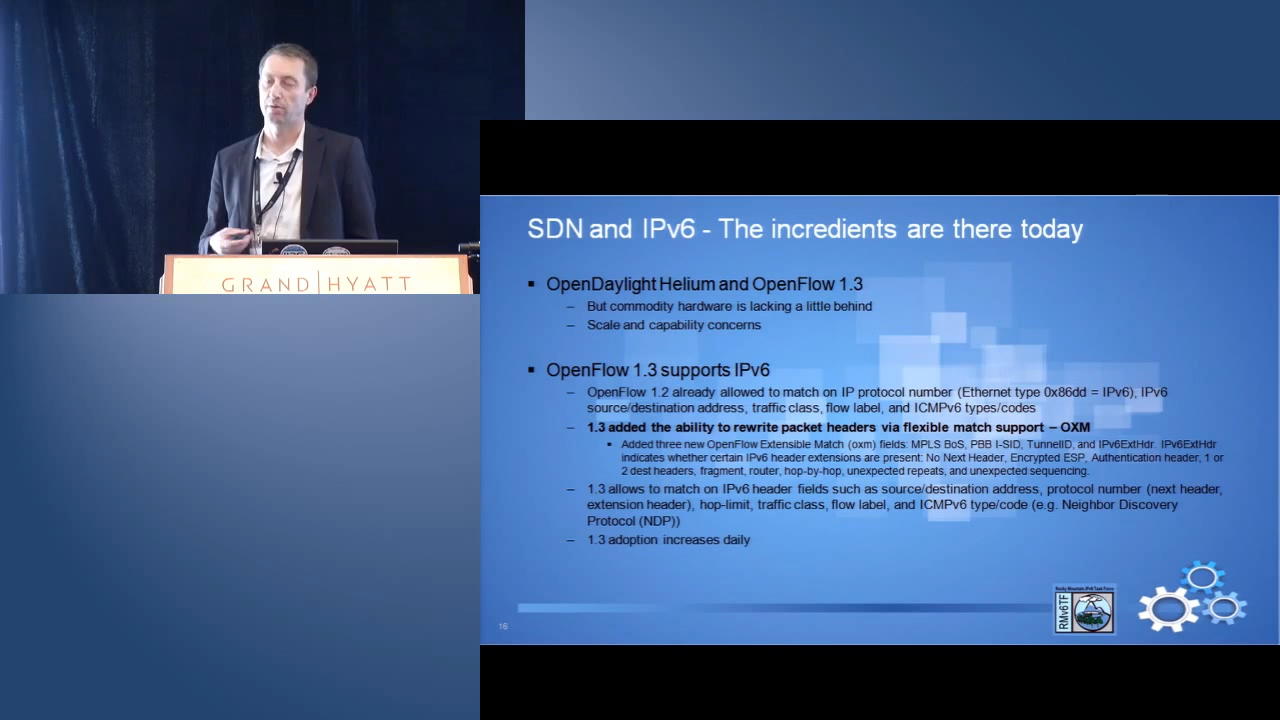 GRAND HYATT
SDN and IPv6 - The incredients are there today
▪ OpenDaylight Helium and OpenFlow 1.3
– But commodity hardware is lacking a little behind
– Scale and capability concerns
▪ OpenFlow 1.3 supports IPv6
– OpenFlow 1.2 already allowed to match on IP protocol number (Ethernet type 0x86dd = IPv6), IPv6
source/destination address, traffic class, flow label, and ICMPv6 types/codes
– 1.3 added the ability to rewrite packet headers via flexible match support – OXM
▪ Added three new OpenFlow Extensible Match (oxm) fields: MPLS BoS, PBB I-SID, TunnelID, and IPv6ExtHdr. IPv6ExtHdr
indicates whether certain IPv6 header extensions are present: No Next Header, Encrypted ESP, Authentication header, 1 or
2 dest headers, fragment, router, hop-by-hop, unexpected repeats, and unexpected sequencing.
– 1.3 allows to match on IPv6 header fields such as source/destination address, protocol number (next header,
extension header), hop-limit, traffic class, flow label, and ICMPv6 type/code (e.g. Neighbor Discovery
Protocol (NDP))
– 1.3 adoption increases daily
Rocky Mountain IPv6 Task Force
RMv6TF
16